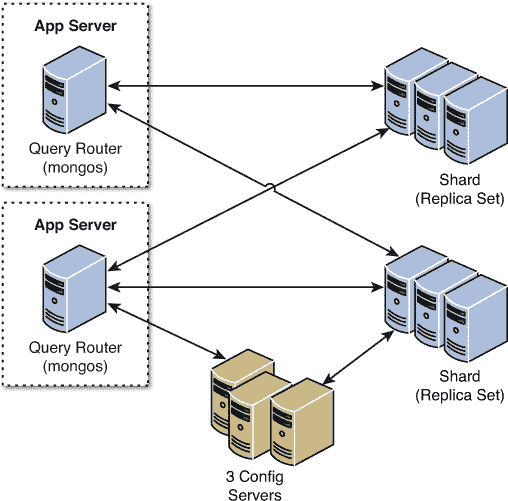 App Server
Query Router
(mongos)
Shard
(Replica Set)
App Server
Query Router
(mongos)
Shard
(Replica Set)
3 Config
Servers